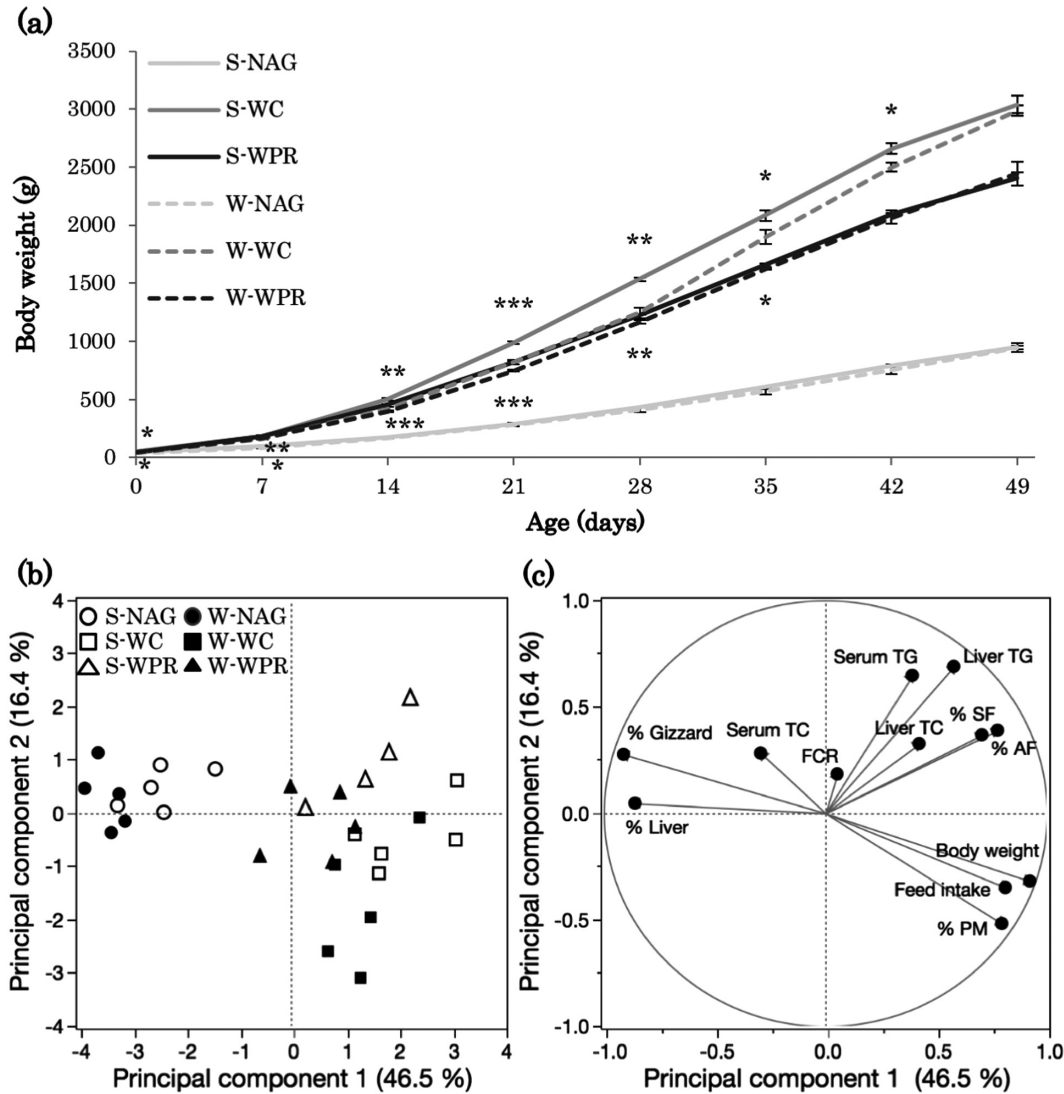 (a)
3500
3000
2500
2000
1500
1000
500
0
Body weight (g)
S-NAG
S-WC
S-WPR
W-NAG
W-WC
W-WPR
*
*
**
*
**
***
***
***
**
**
*
*
*
0 7 14 21 28 35 42 49
Age (days)
(b)
4
3
2
1
0
-1
-2
-3
-4
Principal component 2 (16.4 %)
S-NAG W-NAG
S-WC W-WC
S-WPR W-WPR
-4 -3 -2 -1 0 1 2 3 4
Principal component 1 (46.5 %)
(c)
1.0
0.5
0.0
-0.5
-1.0
Principal component 2 (16.4 %)
Serum TG Liver TG
% Gizzard Serum TC Liver TC % SF
FCR % AF
% Liver
Body weight
Feed intake
% PM
-1.0 -0.5 0.0 0.5 1.0
Principal component 1 (46.5 %)